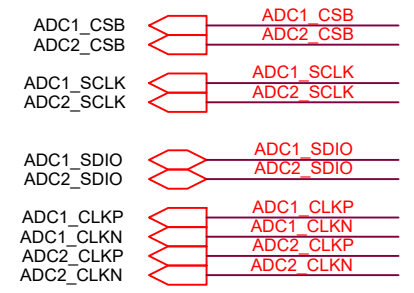 ADC1_CSB ADC1_CSB
ADC2_CSB ADC2_CSB
ADC1_SCLK ADC1_SCLK
ADC2_SCLK ADC2_SCLK
ADC1_SDIO ADC1_SDIO
ADC2_SDIO ADC2_SDIO
ADC1_CLKP ADC1_CLKP
ADC1_CLKN ADC1_CLKN
ADC2_CLKP ADC2_CLKP
ADC2_CLKN ADC2_CLKN